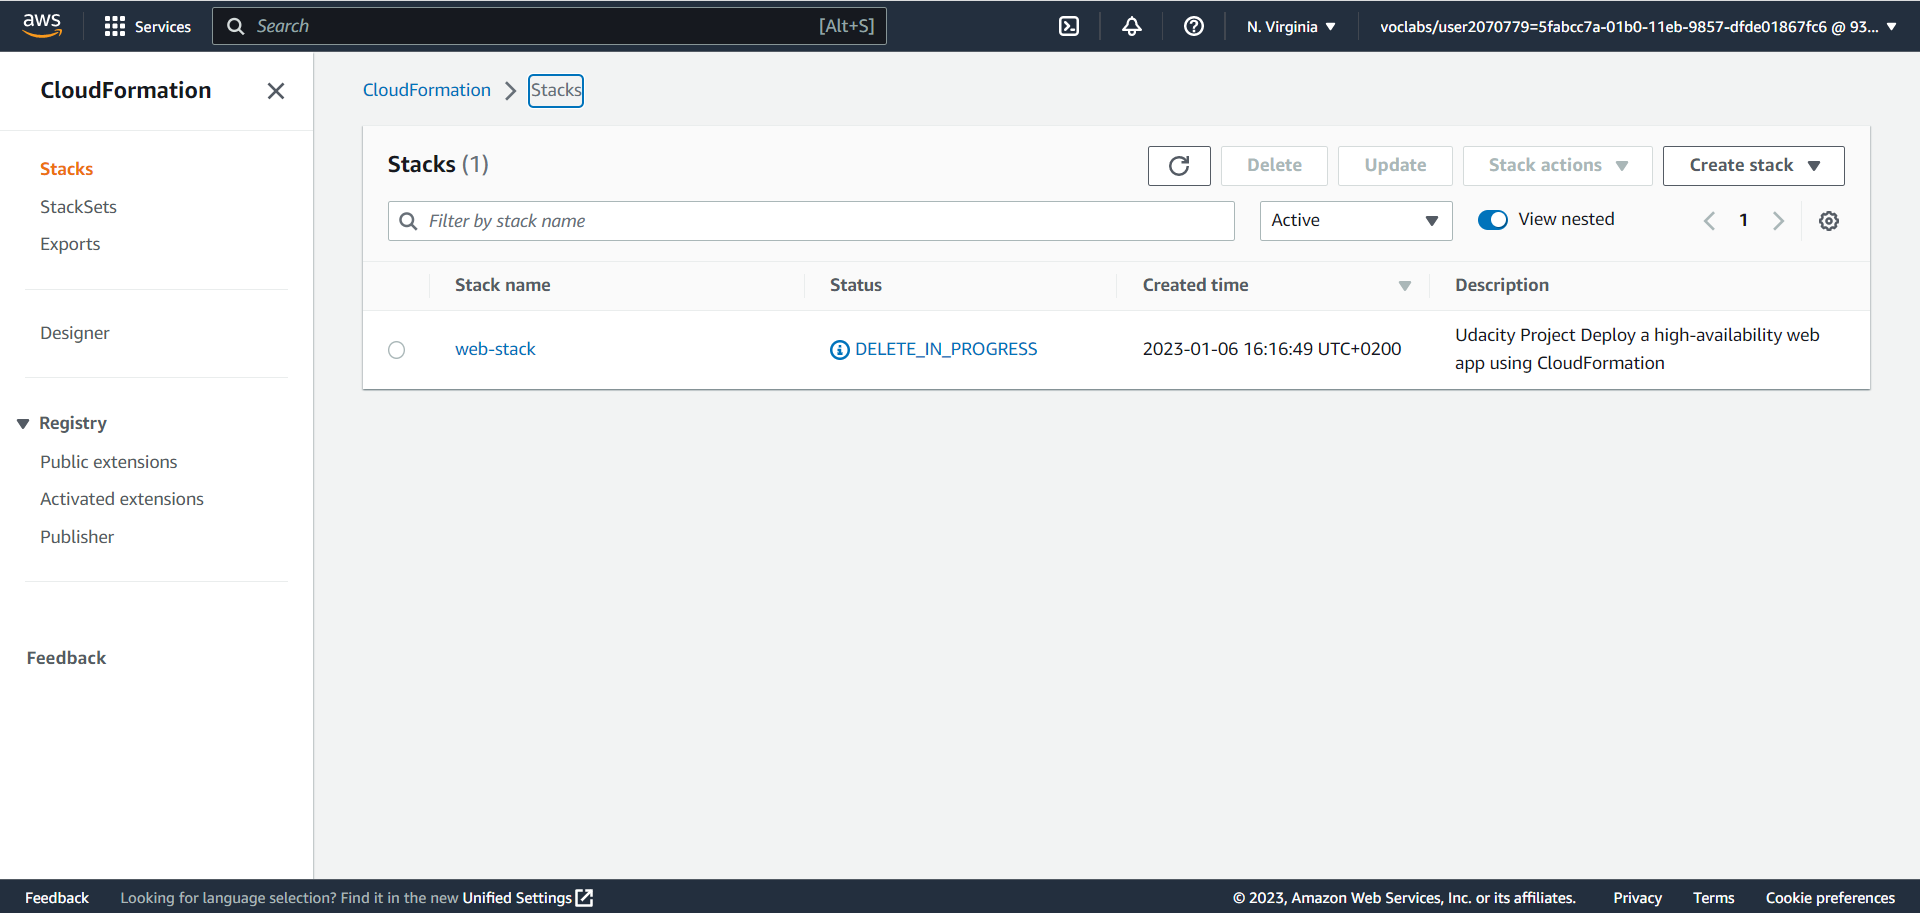 aws
Services
Search
[Alt+S]
N. Virginia
voclabs/user2070779=5fabcc7a-01b0-11eb-9857-dfde01867fc6 @ 93...
CloudFormation
Stacks
StackSets
Exports
Designer
Registry
Public extensions
Activated extensions
Publisher
Feedback
CloudFormation
Stacks
Stacks (1)
Delete
Update
Stack actions
Create stack
Filter by stack name
Active
View nested
1
Stack name
Status
Created time
Description
web-stack
DELETE_IN_PROGRESS
2023-01-06 16:16:49 UTC+0200
Udacity Project Deploy a high-availability web
app using CloudFormation
Feedback
Looking for language selection? Find it in the new Unified Settings
© 2023, Amazon Web Services, Inc. or its affiliates.
Privacy
Terms
Cookie preferences